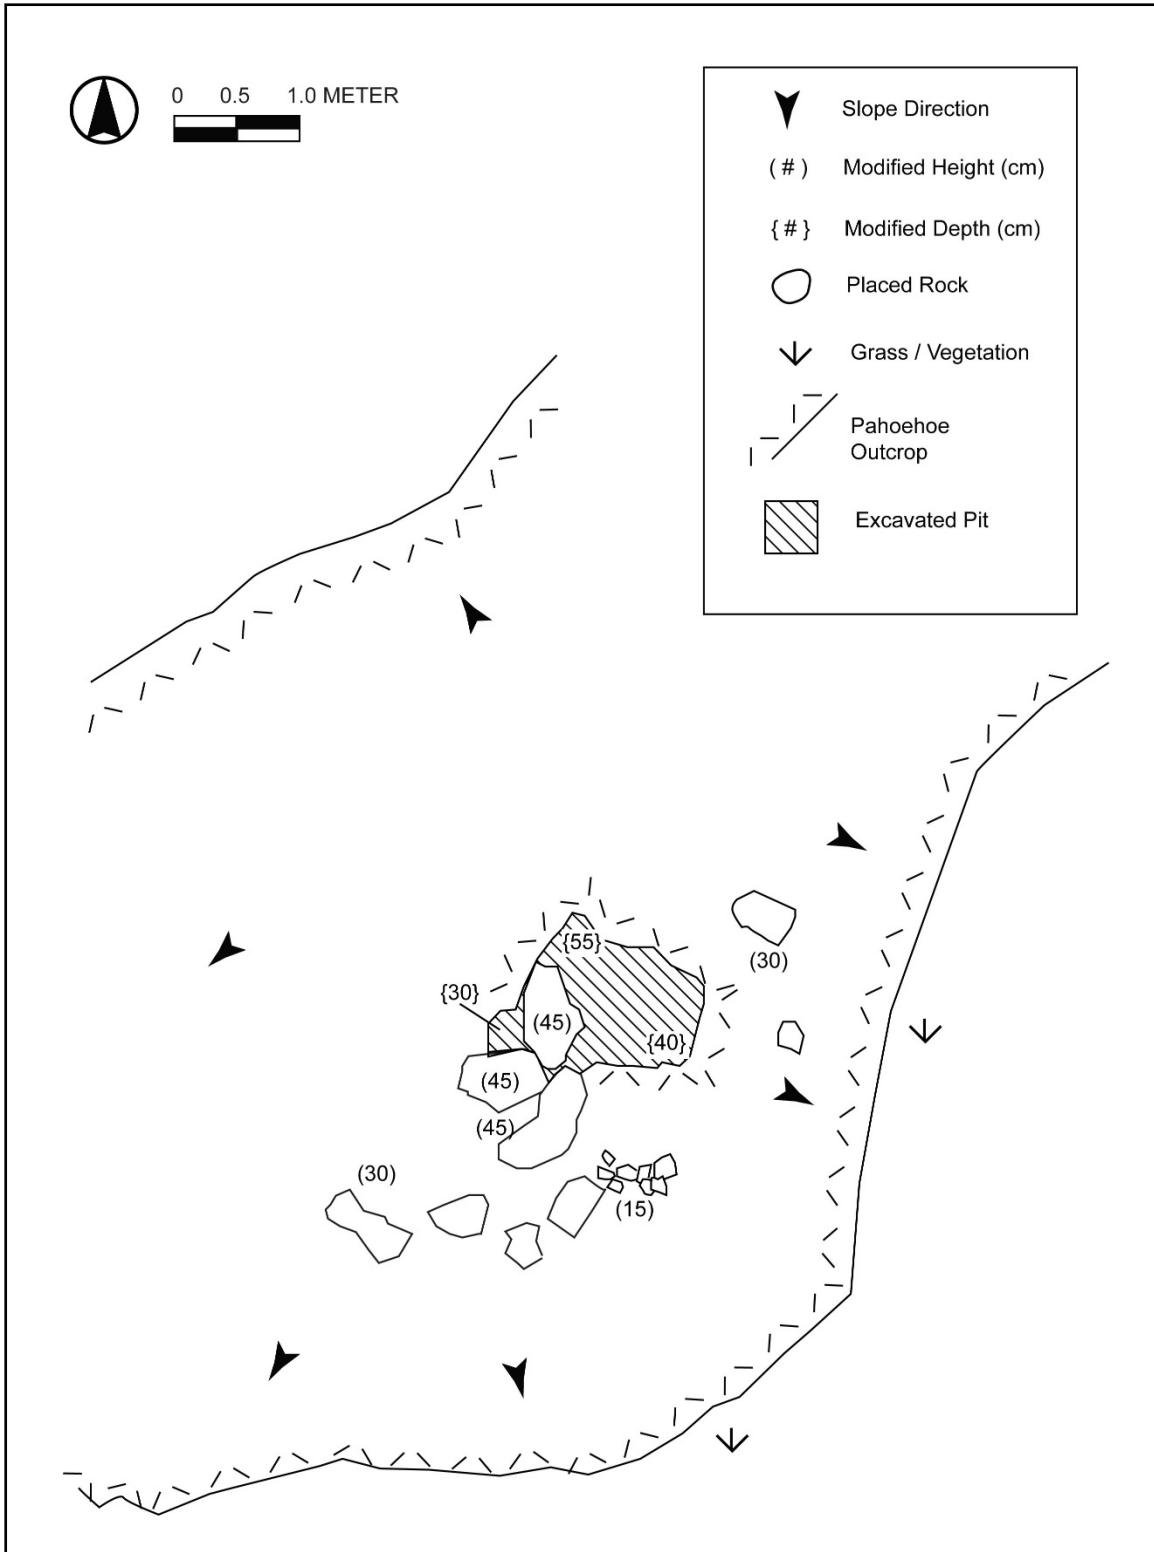 0 0.5 1.0 METER
Slope Direction
( # ) Modified Height (cm)
{ # } Modified Depth (cm)
Placed Rock
Grass / Vegetation
Pahoehoe
Outcrop
Excavated Pit
{55}
(30)
{30}
(45)
{40}
(45)
(45)
(30)
(15)